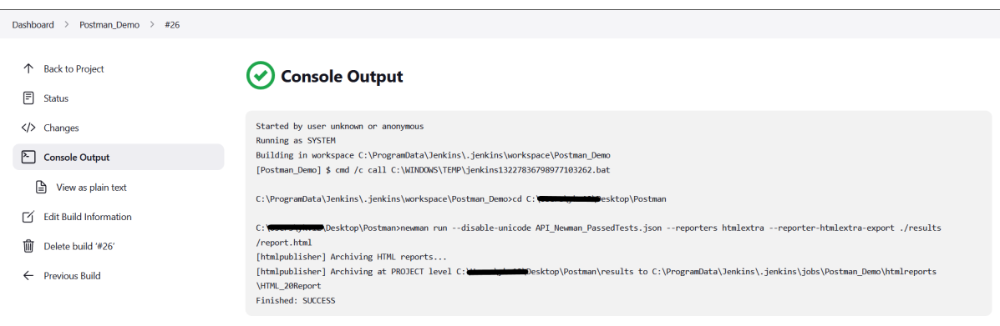 Dashboard > Postman_Demo > #26
Back to Project
Status
Changes
Console Output
View as plain text
Edit Build Information
Delete build '#26'
Previous Build
Console Output
Started by user unknown or anonymous
Running as SYSTEM
Building in workspace C:\ProgramData\Jenkins\.jenkins\workspace\Postman_Demo
[Postman_Demo] $ cmd /c call C:\WINDOWS\TEMP\jenkins13227836798977103262.bat
C:\ProgramData\Jenkins\.jenkins\workspace\Postman_Demo>cd C:\Desktop\Postman
C:\Desktop\Postman>newman run --disable-unicode API_Newman_PassedTests.json --reporters htmlextra --reporter-htmlextra-export ./results
/report.html
[htmlpublisher] Archiving HTML reports...
[htmlpublisher] Archiving at PROJECT level C:\Desktop\Postman\results to C:\ProgramData\Jenkins\.jenkins\jobs\Postman_Demo\htmlreports
\HTML_20Report
Finished: SUCCESS